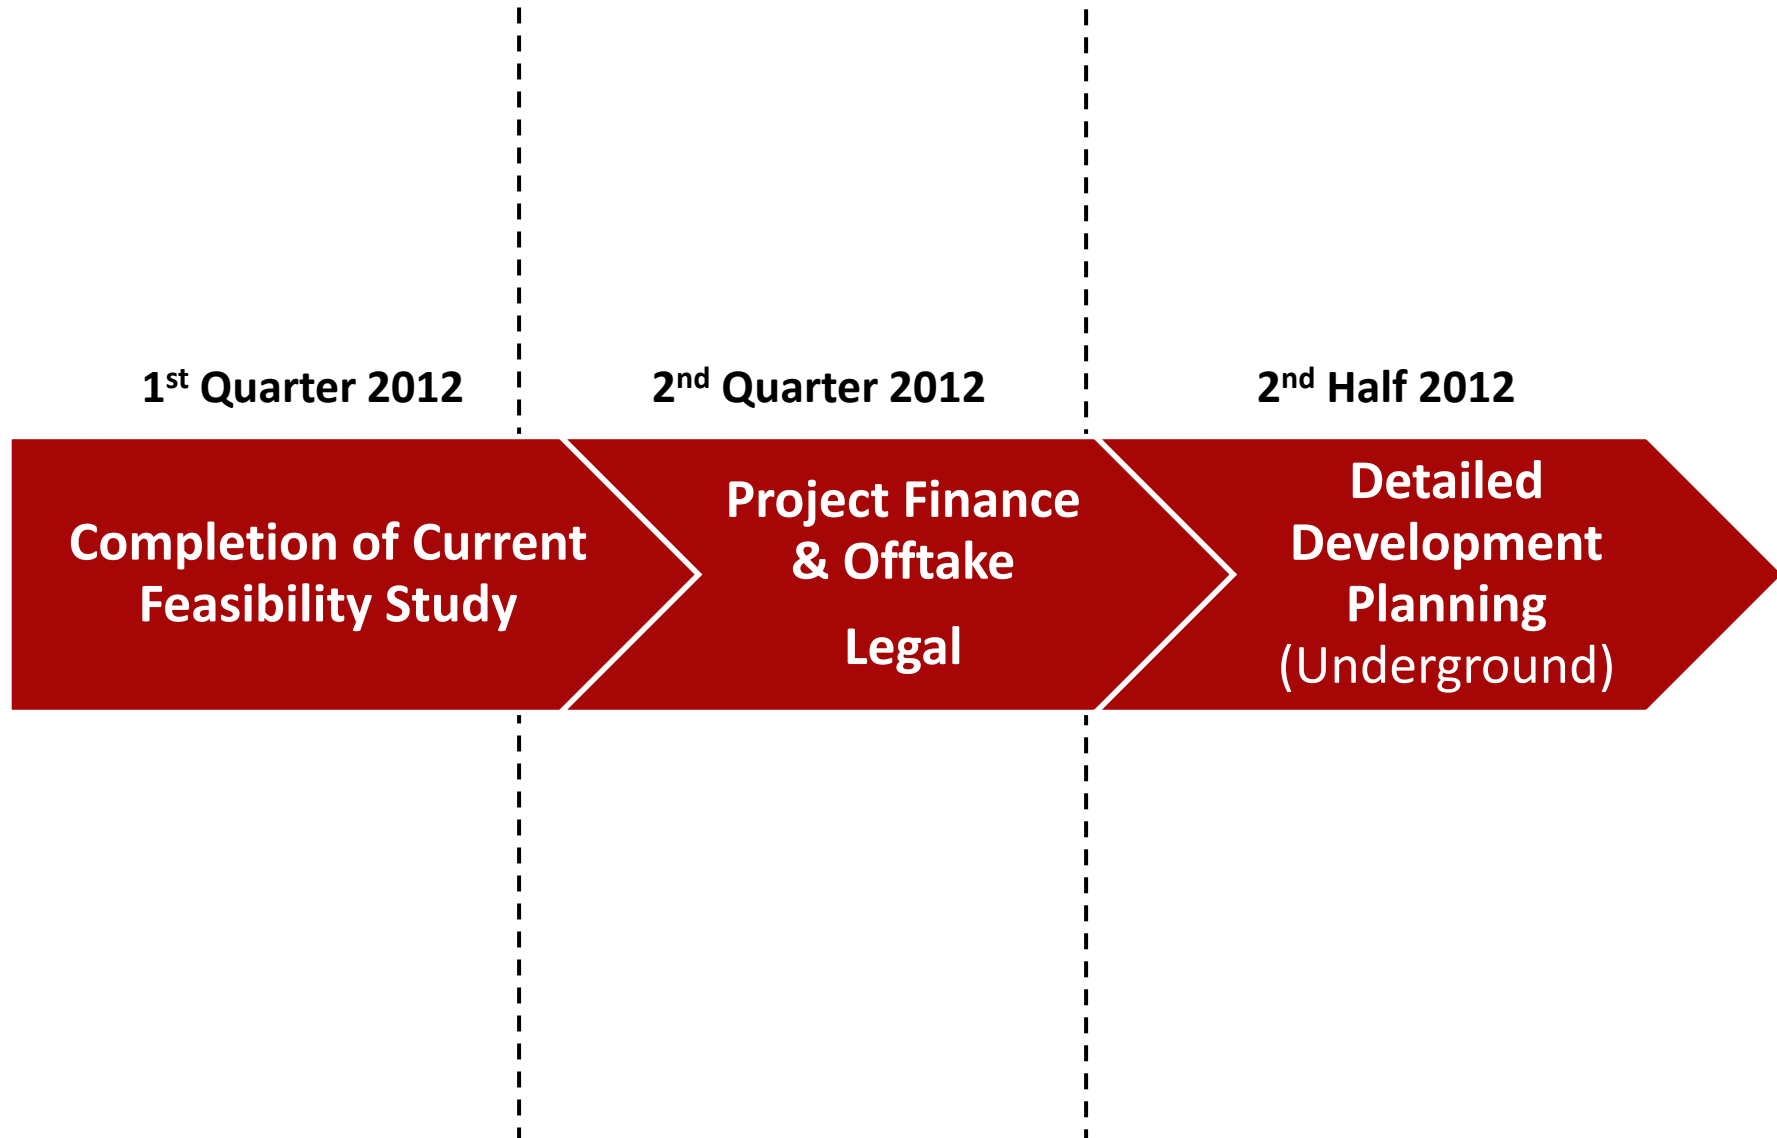 1st Quarter 2012
2nd Quarter 2012
2nd Half 2012
Completion of Current
Feasibility Study
Project Finance
& Offtake
Legal
Detailed
Development
Planning
(Underground)